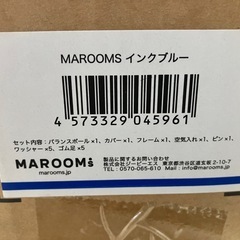 MAROOMS インクブルー
4 573329 045961
セット内容：バランスボール×1、カバー×1、フレーム×1、空気入れ×1、ピン×1、
ワッシャー×5、ゴム足×5
MAROOMS
marooms.jp
製品に関するお問い合わせ
株式会社ジーピーエス 東京都渋谷区道玄坂2-10-7
TEL：0570-065-610 Mail：info@marooms.jp